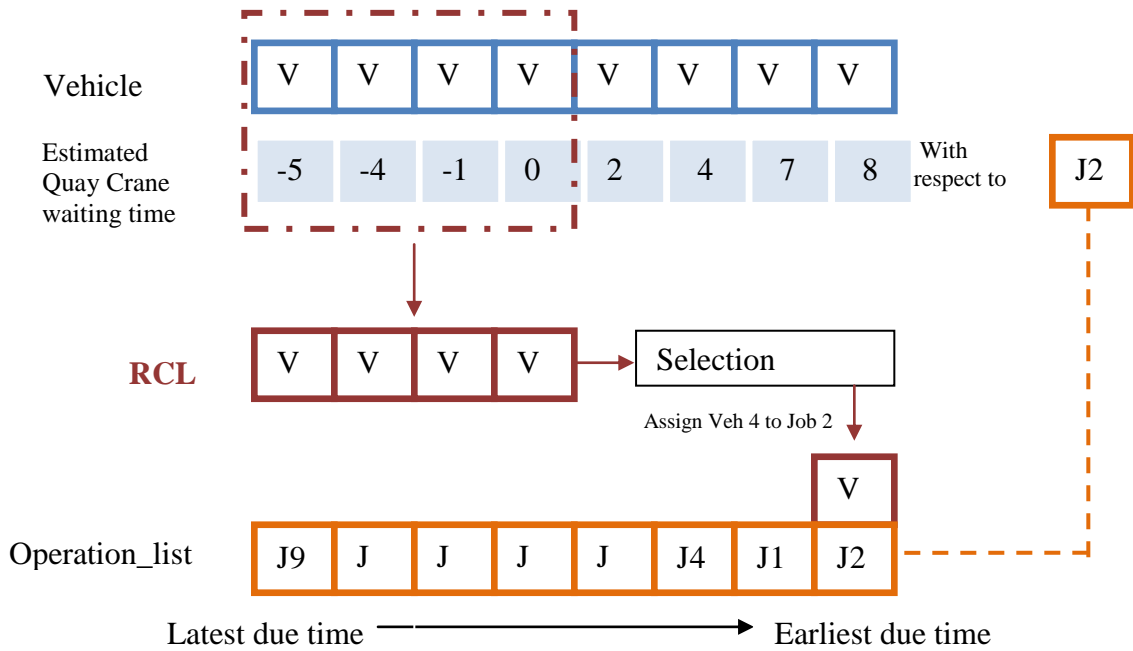 V V V V V V V V
Vehicle
Estimated
Quay Crane
waiting time
-5 -4 -1 0 2 4 7 8
With
respect to
J2
RCL
V V V V
Selection
Assign Veh 4 to Job 2
V
Operation_list
J9 J J J J J4 J1 J2
Latest due time
Earliest due time